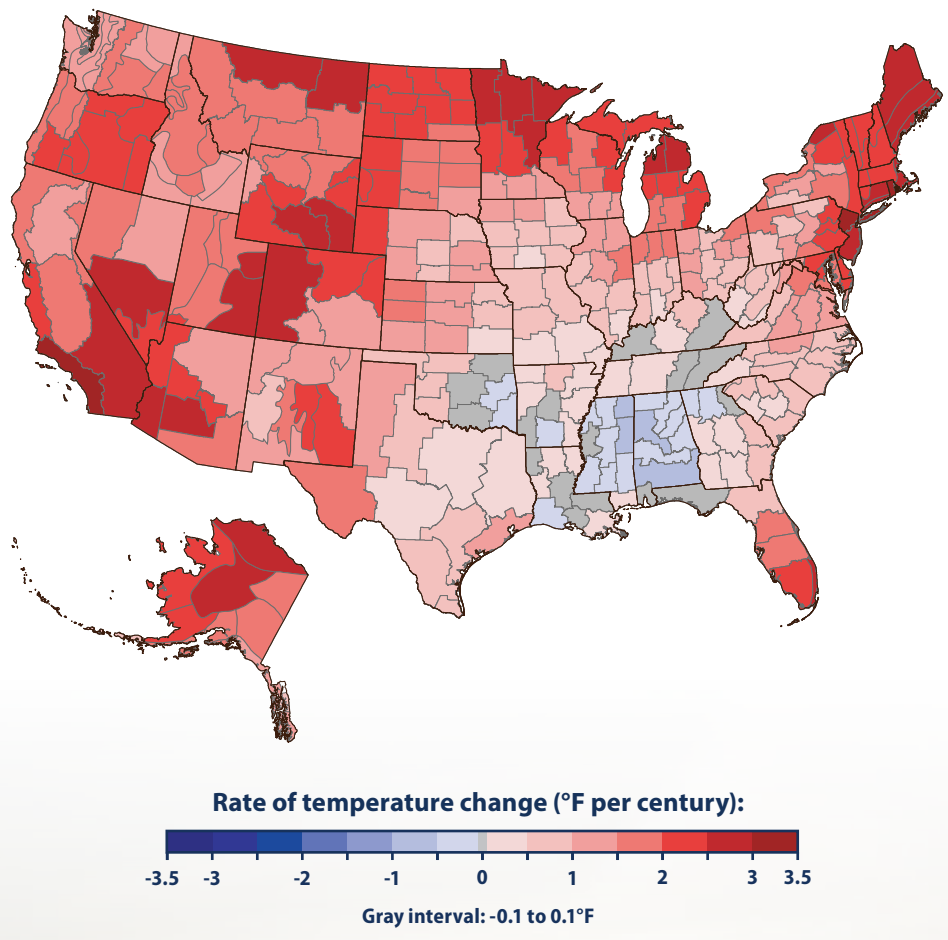 Rate of temperature change (°F per century):
-3.5 -3 -2 -1 0 1 2 3 3.5
Gray interval: -0.1 to 0.1°F